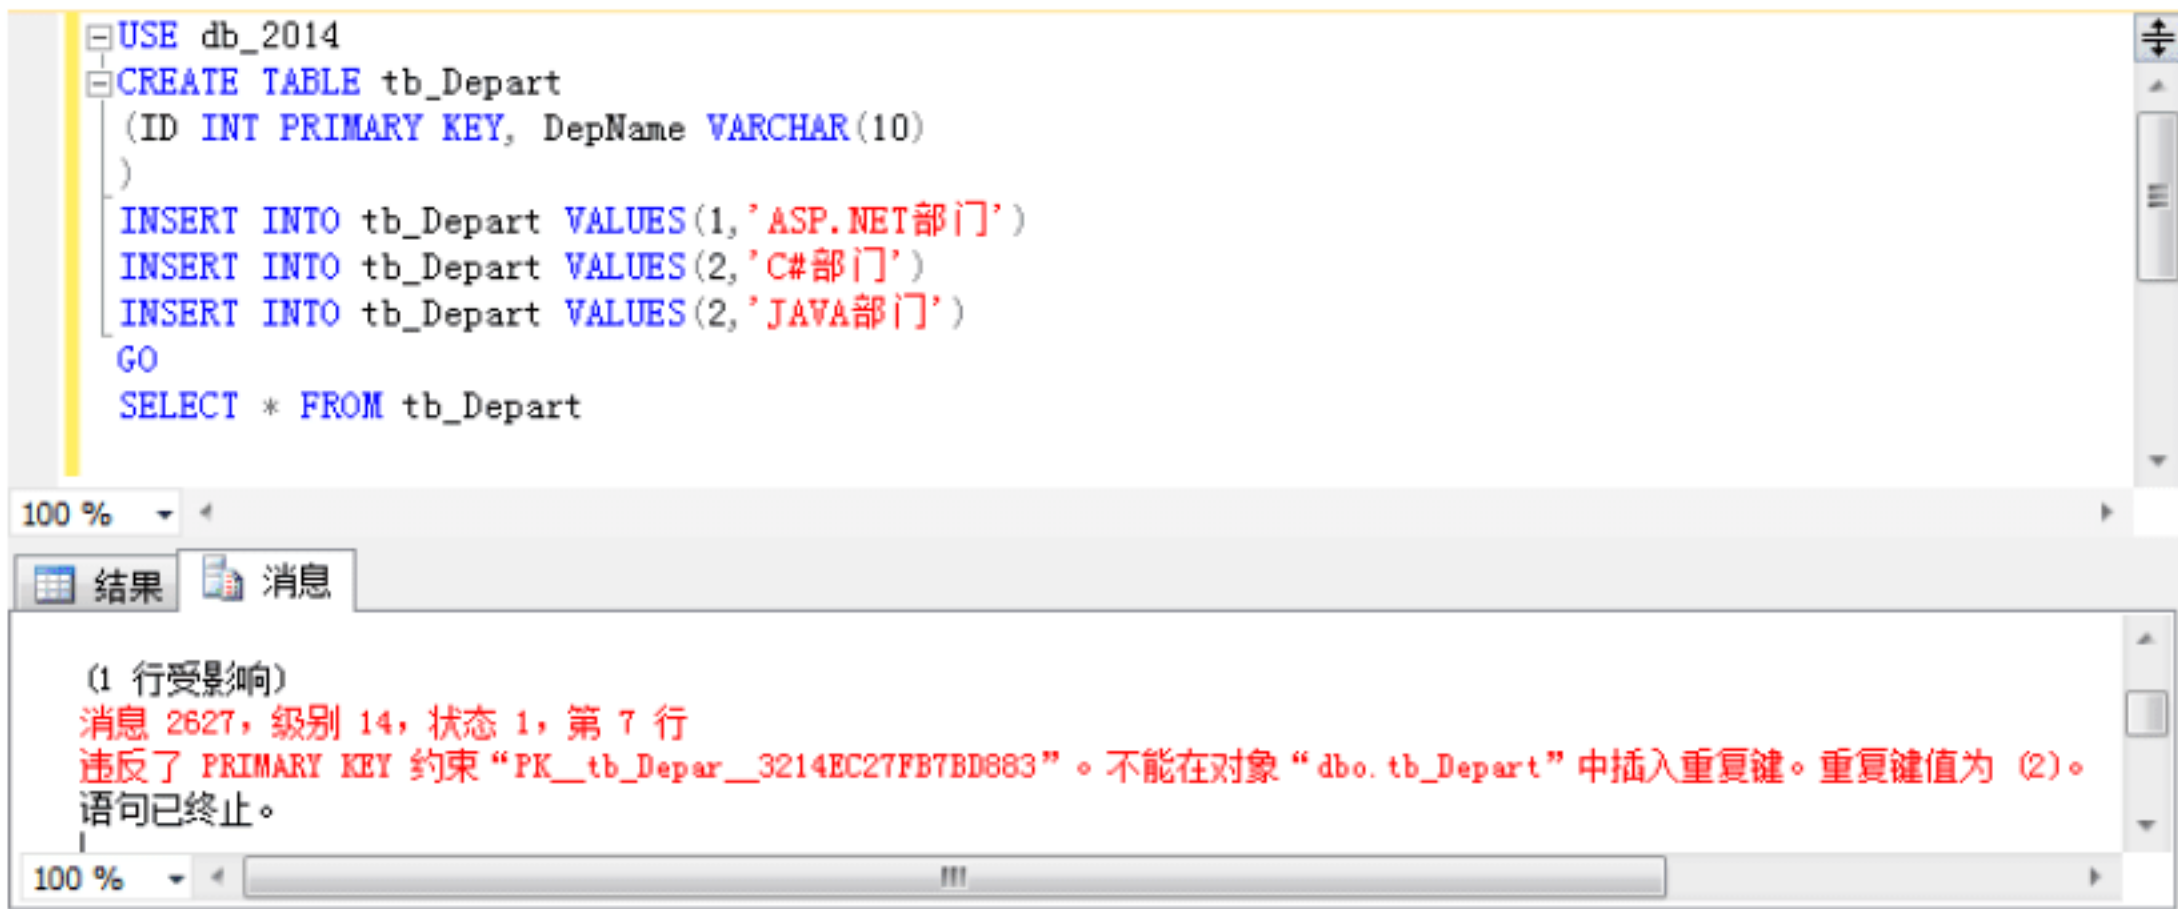 USE db_2014
CREATE TABLE tb_Depart
(ID INT PRIMARY KEY, DepName VARCHAR(10)
)
INSERT INTO tb_Depart VALUES(1,'ASP.NET部门')
INSERT INTO tb_Depart VALUES(2,'C#部门')
INSERT INTO tb_Depart VALUES(2,'JAVA部门')
GO
SELECT * FROM tb_Depart
100 %
结果 消息
(1 行受影响)
消息 2627，级别 14，状态 1，第 7 行
违反了 PRIMARY KEY 约束“PK__tb_Depar__3214EC27FB7BD883”。不能在对象“dbo.tb_Depart”中插入重复键。重复键值为 (2)。
语句已终止。
100 %